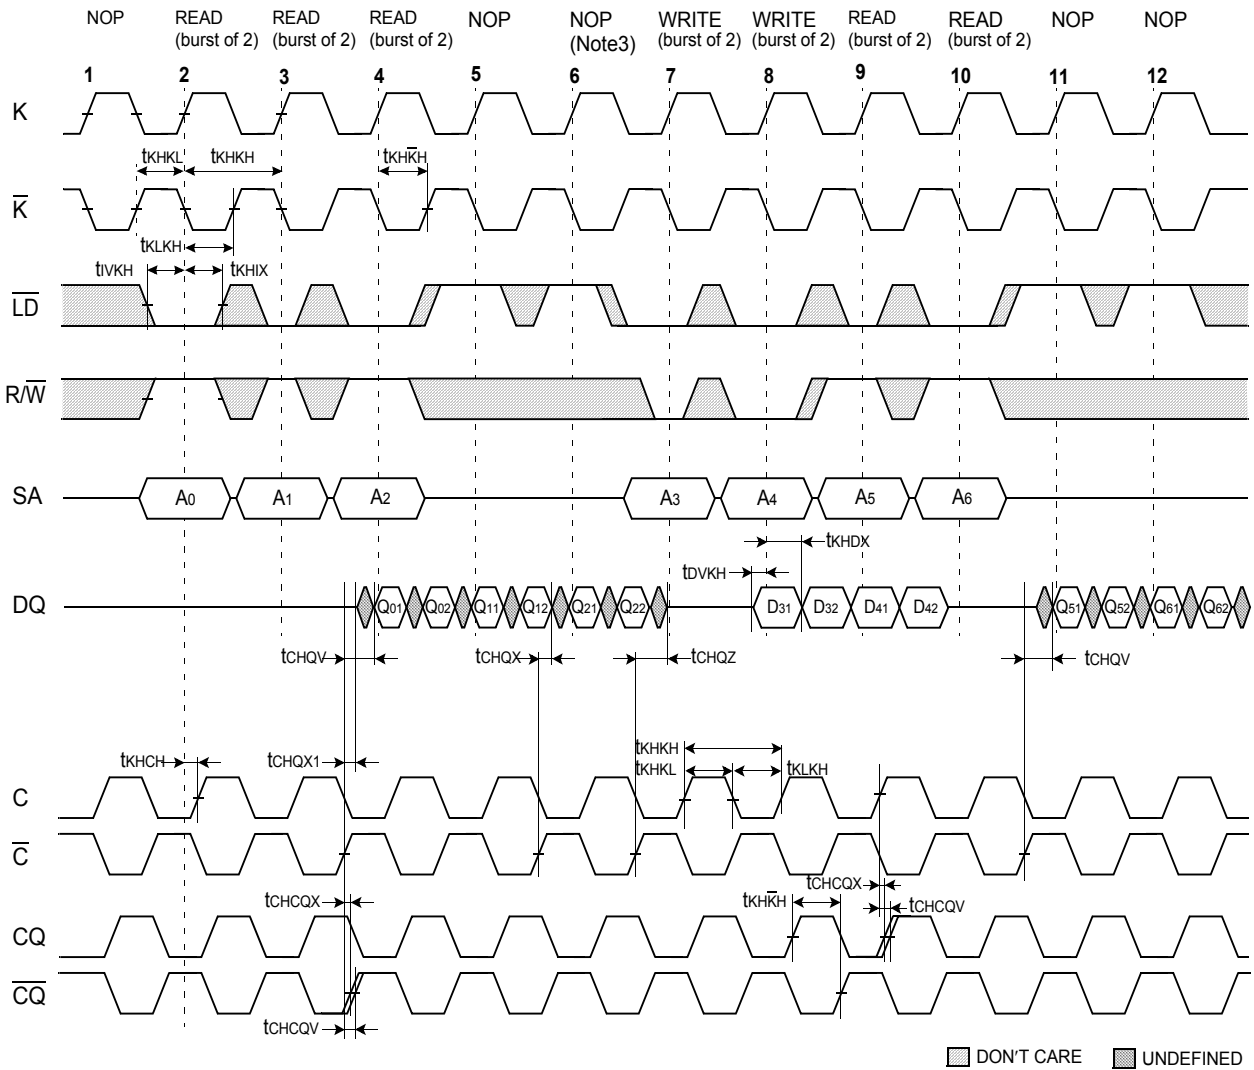 NOP READ READ READ NOP NOP WRITE WRITE READ READ NOP NOP
(burst of 2) (burst of 2) (burst of 2) (Note3) (burst of 2) (burst of 2) (burst of 2) (burst of 2)
1 2 3 4 5 6 7 8 9 10 11 12
K
tKHKL tKHKH tKHK̅H
K̅
tKLKH
tIVKH tKHIX
L̅D̅
R/W̅
SA A0 A1 A2 A3 A4 A5 A6
tKHDX
tDVKH
DQ Q01 Q02 Q11 Q12 Q21 Q22 D31 D32 D41 D42 Q51 Q52 Q61 Q62
tCHQV tCHQX tCHQZ tCHQV
tKHKH
tKHCH tCHQX1 tKHKL tKLKH
C
C̅
tCHCQX tKHK̅H tCHCQX
tCHCQV
CQ
C̅Q̅
tCHCQV
DON'T CARE UNDEFINED